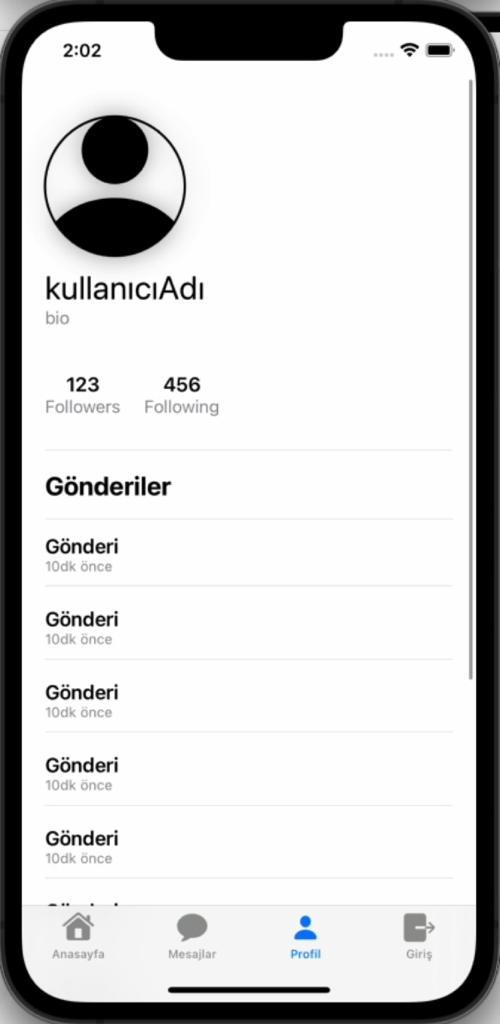 2:02
kullanıcıAdı
bio
123 456
Followers Following
Gönderiler
Gönderi
10dk önce
Gönderi
10dk önce
Gönderi
10dk önce
Gönderi
10dk önce
Gönderi
10dk önce
Anasayfa Mesajlar Profil Giriş